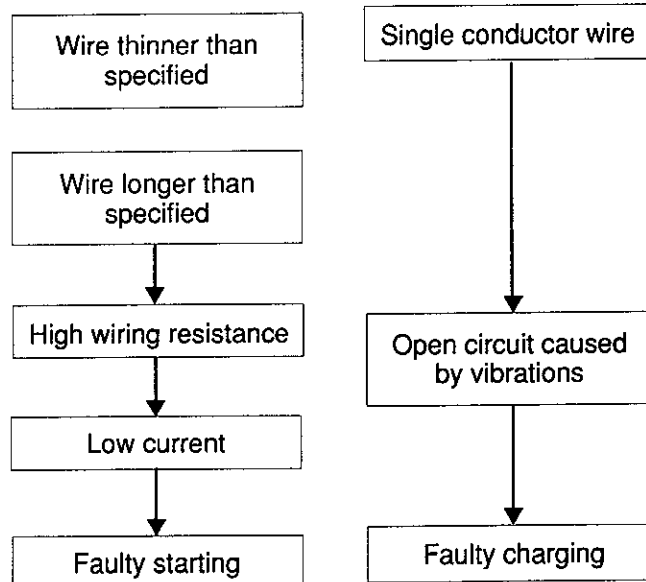 Wire thinner than
specified
Wire longer than
specified
High wiring resistance
Low current
Faulty starting
Single conductor wire
Open circuit caused
by vibrations
Faulty charging